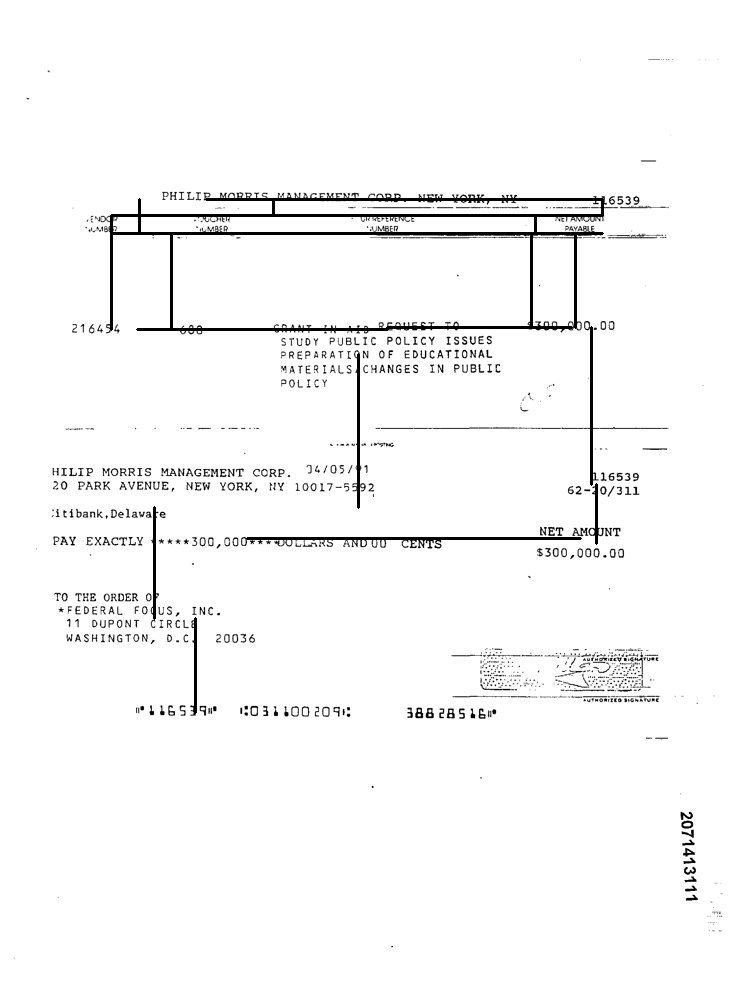 PHILIP MORRIS MANAGEMENT CORP. NEW YORK, NY 116539
VENDOR VOUCHER OUR REFERENCE NET AMOUNT
NUMBER NUMBER NUMBER PAYABLE
216454 688 GRANT IN AID REQUEST TO $300,000.00
STUDY PUBLIC POLICY ISSUES
PREPARATION OF EDUCATIONAL
MATERIALS/CHANGES IN PUBLIC
POLICY
HILIP MORRIS MANAGEMENT CORP. 04/05/91 116539
20 PARK AVENUE, NEW YORK, NY 10017-5592 62-20/311
itibank,Delaware
NET AMOUNT
PAY EXACTLY *****300,000****DOLLARS AND 00 CENTS
$300,000.00
TO THE ORDER OF
*FEDERAL FOCUS, INC.
11 DUPONT CIRCLE
WASHINGTON, D.C. 20036
AUTHORIZED SIGNATURE
AUTHORIZED SIGNATURE
⑈116539⑈ ⑆031100209⑆ 38828516⑈
2071413111